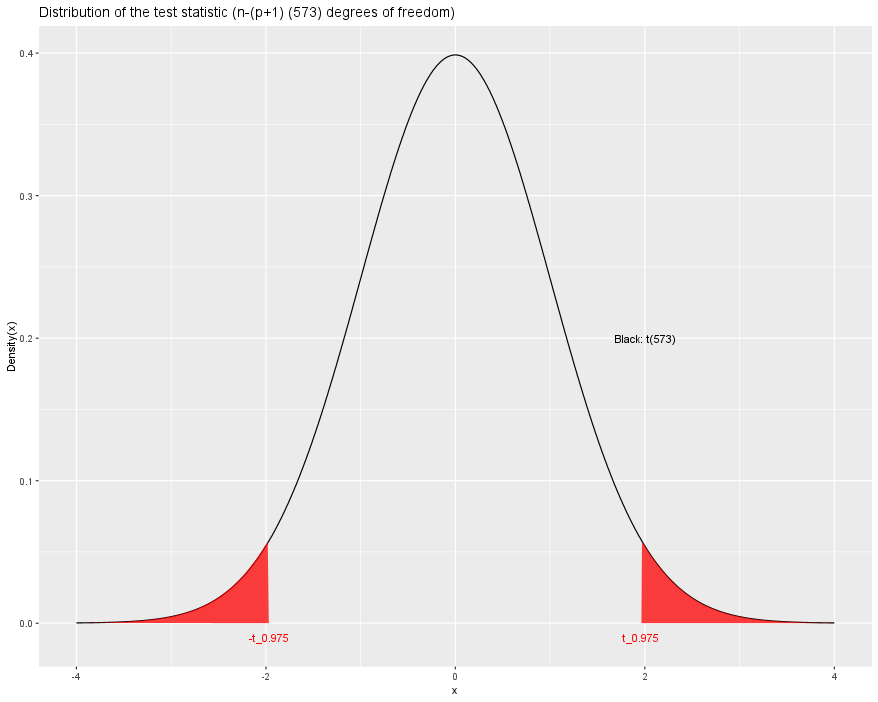 Distribution of the test statistic (n-(p+1) (573) degrees of freedom)
0.4
0.3
0.2
0.1
0.0
Density(x)
Black: t(573)
-t_0.975
t_0.975
-4
-2
0
2
4
x